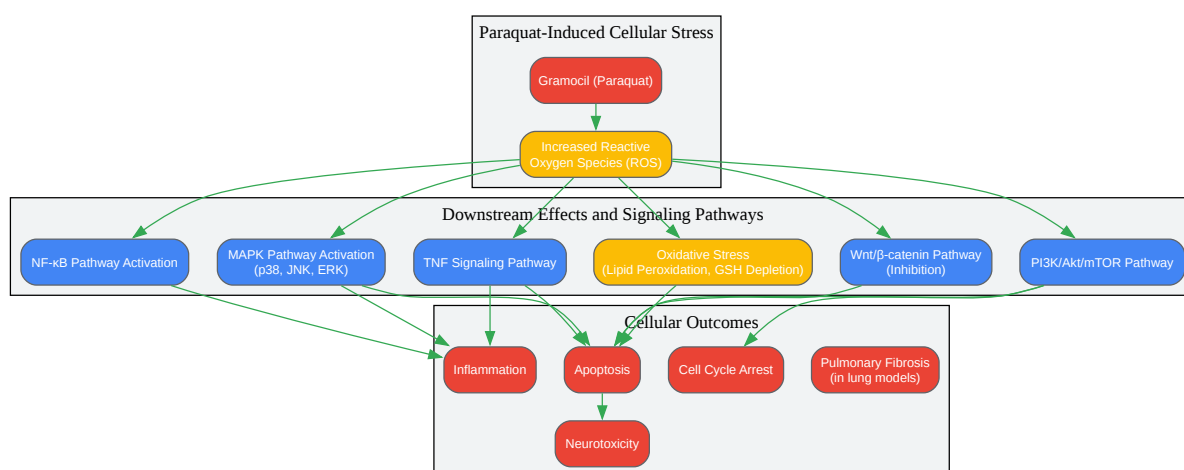 Paraquat-Induced Cellular Stress
Gramocil (Paraquat)
Increased Reactive
Oxygen Species (ROS)
Downstream Effects and Signaling Pathways
NF-κB Pathway Activation
MAPK Pathway Activation
(p38, JNK, ERK)
TNF Signaling Pathway
Oxidative Stress
(Lipid Peroxidation, GSH Depletion)
Wnt/β-catenin Pathway
(Inhibition)
PI3K/Akt/mTOR Pathway
Cellular Outcomes
Inflammation
Apoptosis
Cell Cycle Arrest
Pulmonary Fibrosis
(in lung models)
Neurotoxicity